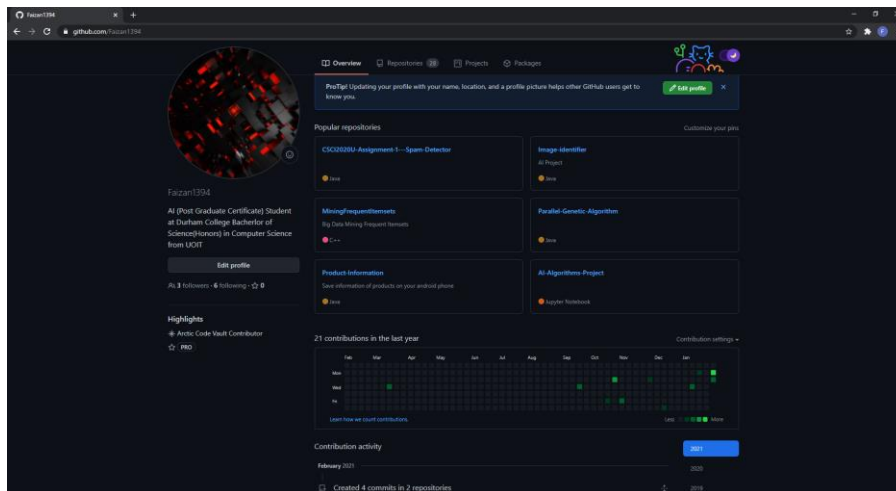 Faizan1394
github.com/Faizan1394
Overview Repositories 28 Projects Packages
ProTip! Updating your profile with your name, location, and a profile picture helps other GitHub users get to
know you.
Edit profile
Popular repositories
Customize your pins
CSCI2020U-Assignment-1---Spam-Detector
Java
Image-identifier
AI Project
Java
MiningFrequentItemsets
Big Data Mining Frequent Itemsets
C++
Parallel-Genetic-Algorithm
Java
Product-Information
Save information of products on your android phone
Java
AI-Algorithms-Project
Jupyter Notebook
Faizan1394
AI (Post Graduate Certificate) Student
at Durham College Bacherlor of
Science(Honors) in Computer Science
from UOIT
Edit profile
3 followers · 6 following · 0
Highlights
Arctic Code Vault Contributor
PRO
21 contributions in the last year
Contribution settings
Feb Mar Apr May Jun Jul Aug Sep Oct Nov Dec Jan
Mon
Wed
Fri
Learn how we count contributions.
Less More
Contribution activity
2021
2020
2019
February 2021
Created 4 commits in 2 repositories